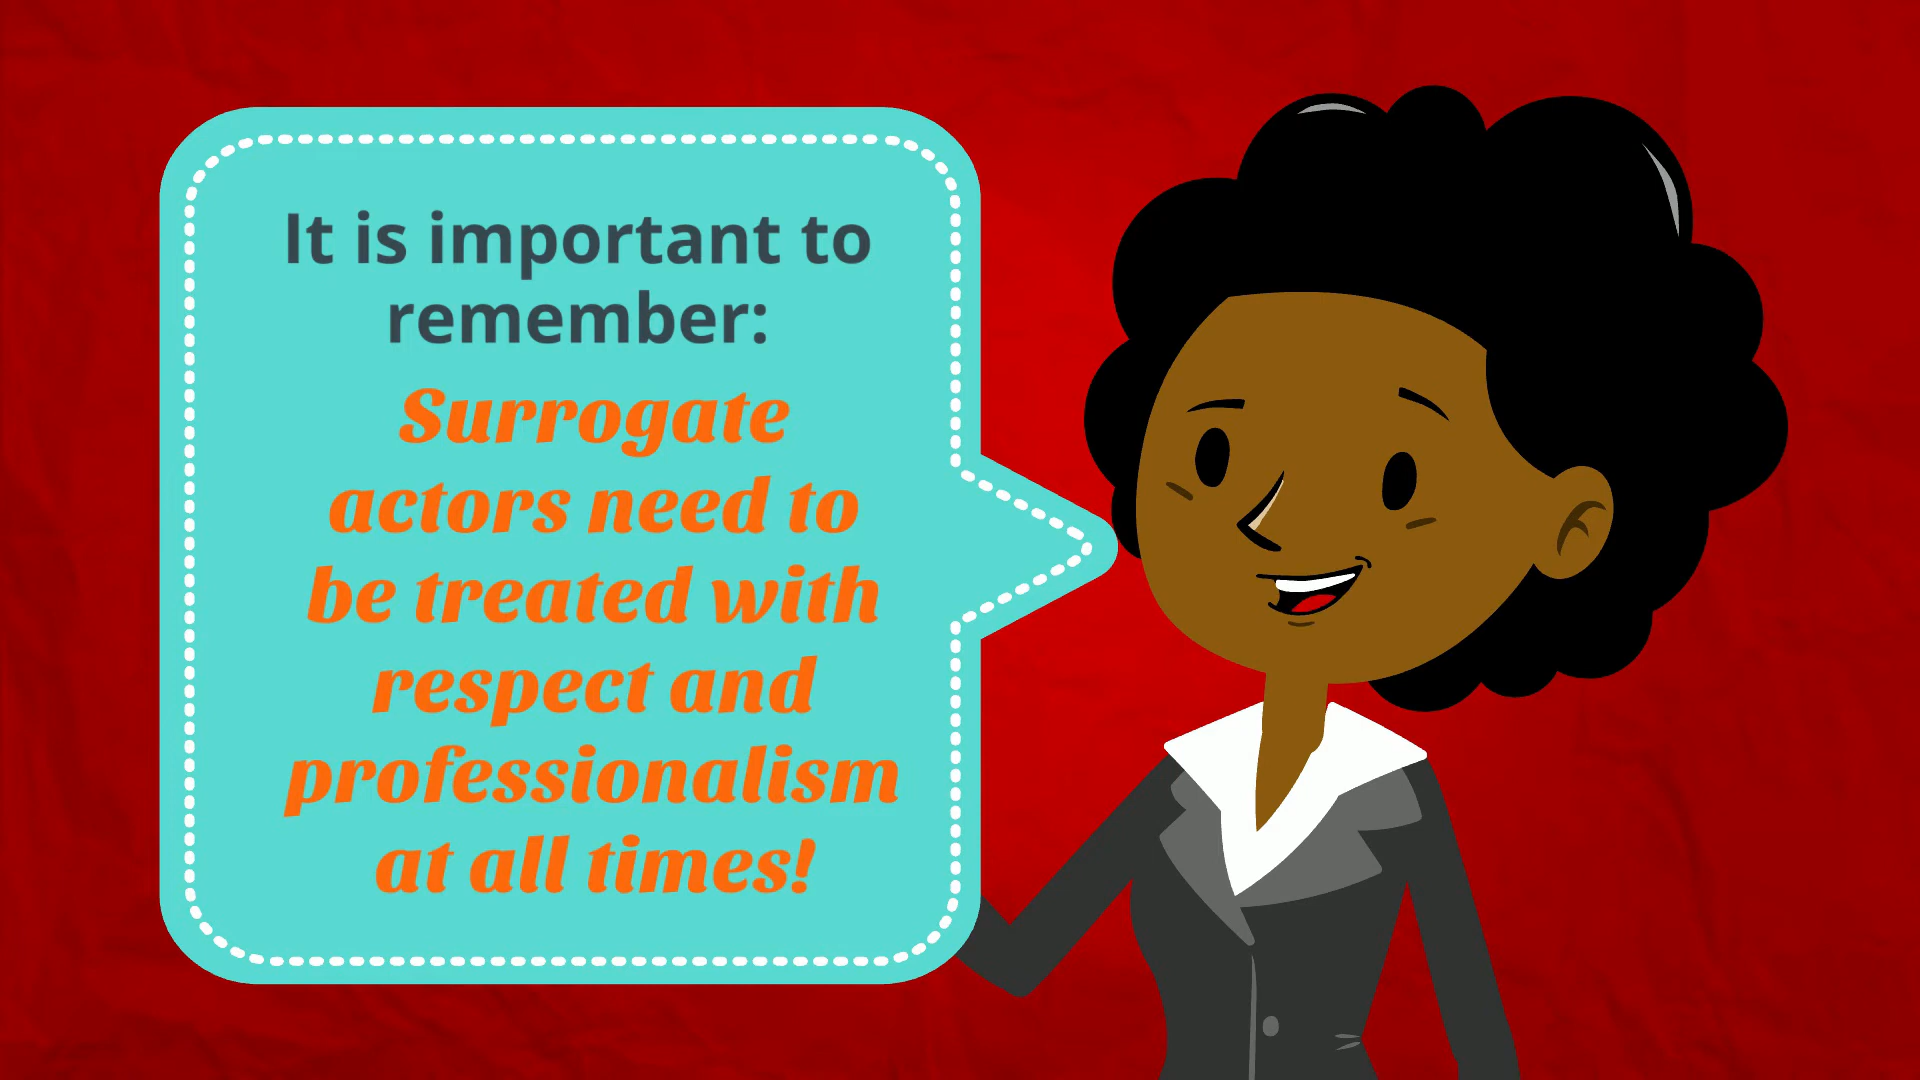 It is important to
remember:
Surrogate
actors need to
be treated with
respect and
professionalism
at all times!